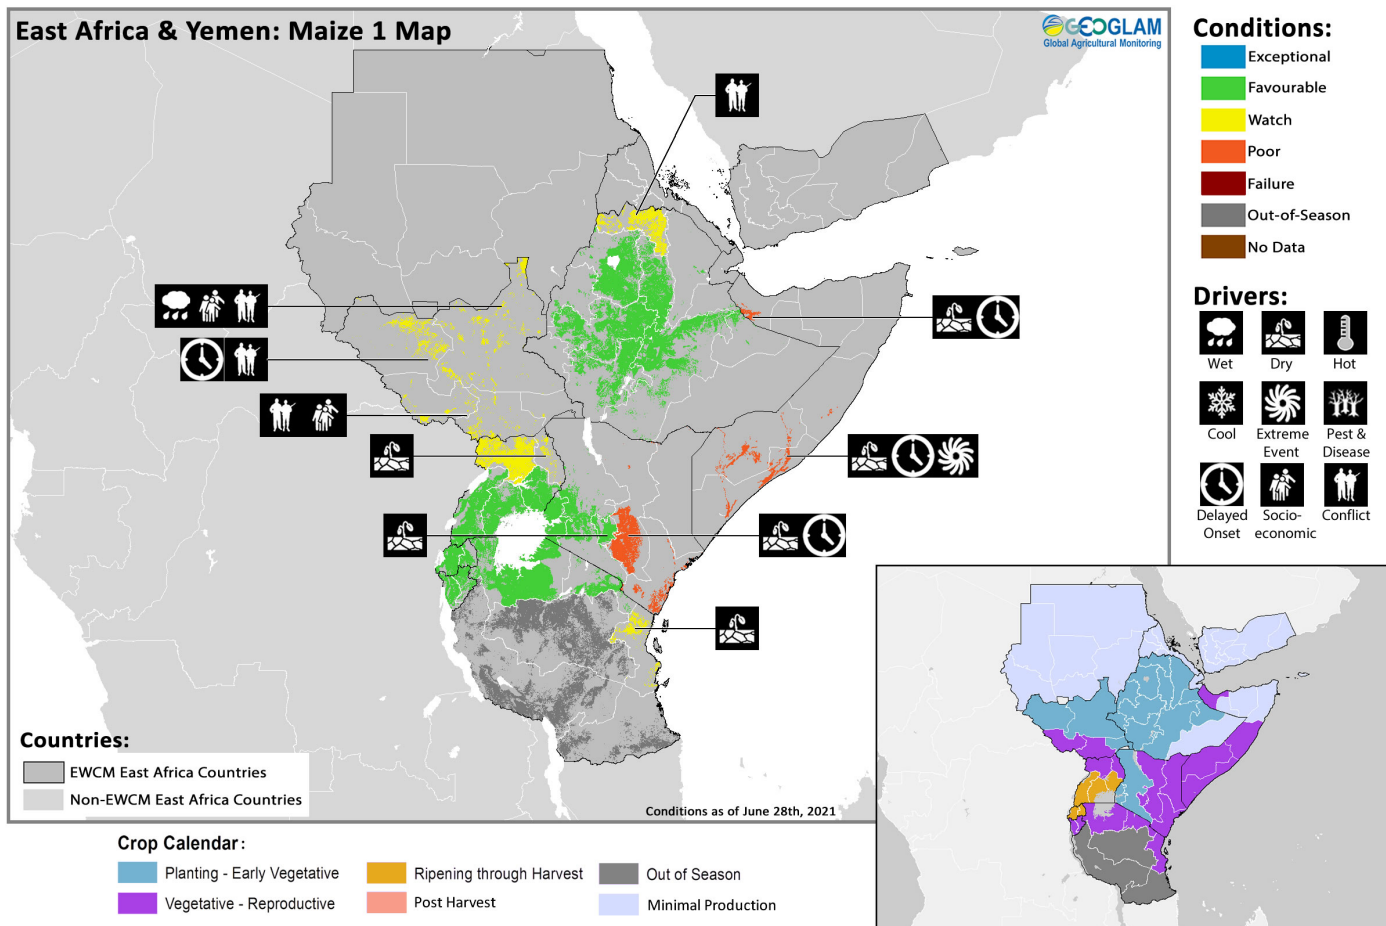 East Africa & Yemen: Maize 1 Map
GEOGLAM
Global Agricultural Monitoring
Conditions:
Exceptional
Favourable
Watch
Poor
Failure
Out-of-Season
No Data
Drivers:
Wet
Dry
Hot
Cool
Extreme
Event
Pest &
Disease
Delayed
Onset
Socio-
economic
Conflict
Countries:
EWCM East Africa Countries
Non-EWCM East Africa Countries
Conditions as of June 28th, 2021
Crop Calendar:
Planting - Early Vegetative
Ripening through Harvest
Out of Season
Vegetative - Reproductive
Post Harvest
Minimal Production